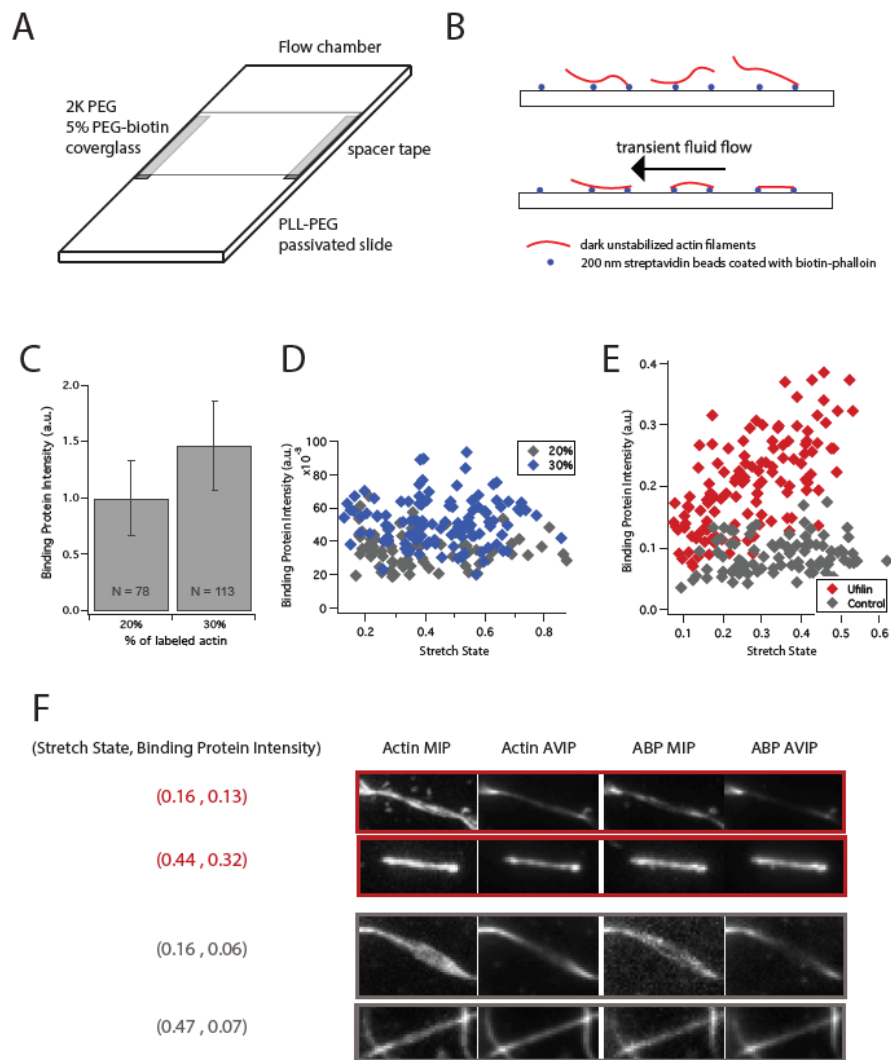 A
Flow chamber
2K PEG
5% PEG-biotin
coverglass
spacer tape
PLL-PEG
passivated slide
B
transient fluid flow
dark unstabilized actin filaments
200 nm streptavidin beads coated with biotin-phalloin
C
Binding Protein Intensity (a.u.)
2.0
1.5
1.0
0.5
0.0
N = 78
N = 113
20%
30%
% of labeled actin
D
Binding Protein Intensity (a.u.)
x10⁻³
100
80
60
40
20
0
20%
30%
0.2
0.4
0.6
0.8
Stretch State
E
Binding Protein Intensity (a.u.)
0.4
0.3
0.2
0.1
0.0
Ufilin
Control
0.1
0.2
0.3
0.4
0.5
0.6
Stretch State
F
(Stretch State, Binding Protein Intensity)
Actin MIP
Actin AVIP
ABP MIP
ABP AVIP
(0.16 , 0.13)
(0.44 , 0.32)
(0.16 , 0.06)
(0.47 , 0.07)